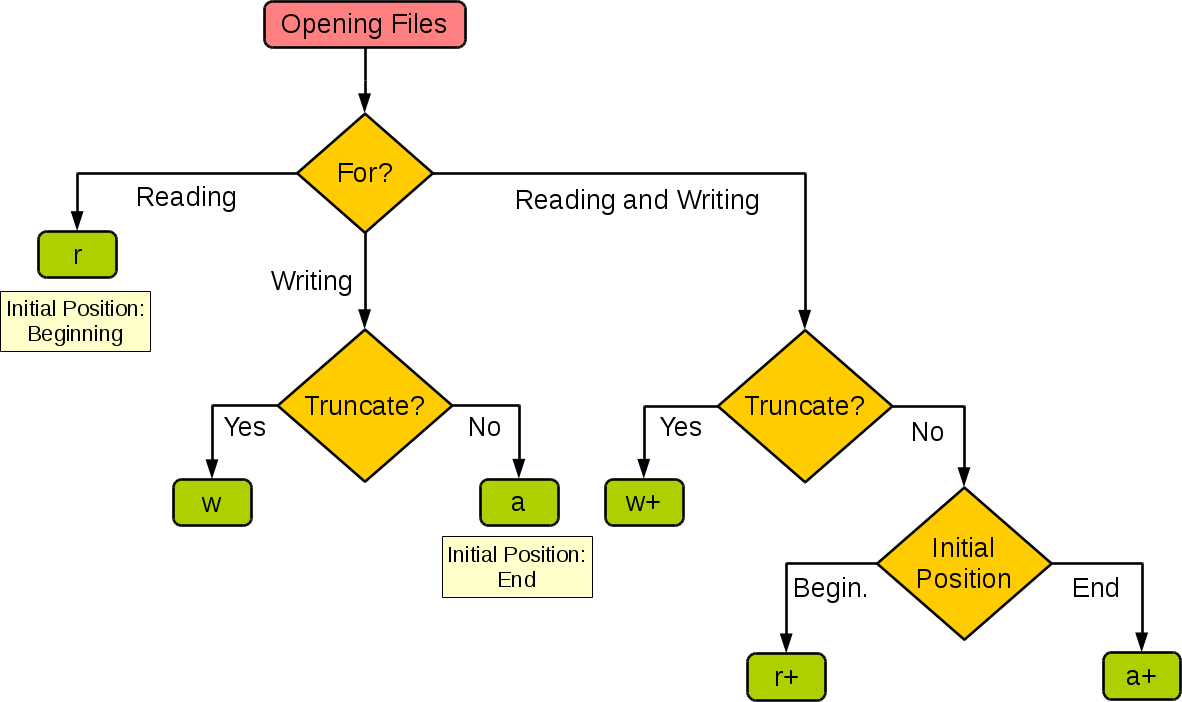 Opening Files
For?
Reading
Reading and Writing
r
Writing
Initial Position:
Beginning
Truncate?
Yes
No
w
a
Initial Position:
End
Truncate?
Yes
No
w+
Initial
Position
Begin.
End
r+
a+